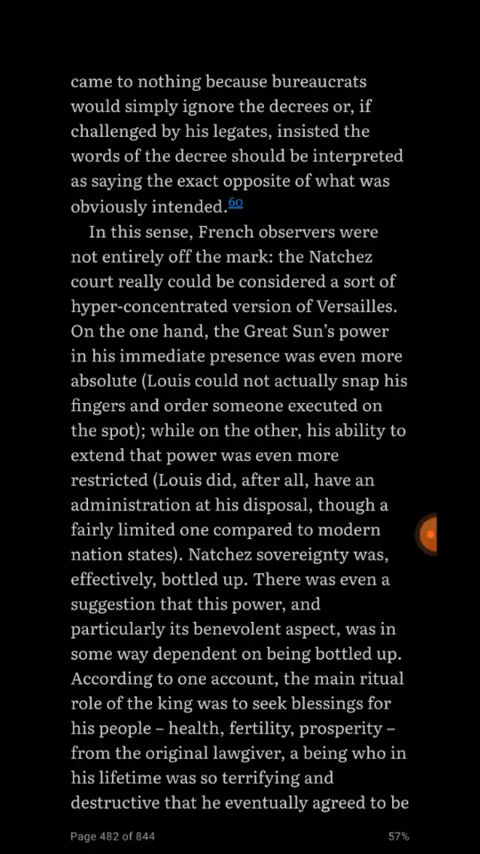 came to nothing because bureaucrats
would simply ignore the decrees or, if
challenged by his legates, insisted the
words of the decree should be interpreted
as saying the exact opposite of what was
obviously intended.60
In this sense, French observers were
not entirely off the mark: the Natchez
court really could be considered a sort of
hyper-concentrated version of Versailles.
On the one hand, the Great Sun’s power
in his immediate presence was even more
absolute (Louis could not actually snap his
fingers and order someone executed on
the spot); while on the other, his ability to
extend that power was even more
restricted (Louis did, after all, have an
administration at his disposal, though a
fairly limited one compared to modern
nation states). Natchez sovereignty was,
effectively, bottled up. There was even a
suggestion that this power, and
particularly its benevolent aspect, was in
some way dependent on being bottled up.
According to one account, the main ritual
role of the king was to seek blessings for
his people – health, fertility, prosperity –
from the original lawgiver, a being who in
his lifetime was so terrifying and
destructive that he eventually agreed to be
Page 482 of 844 57%